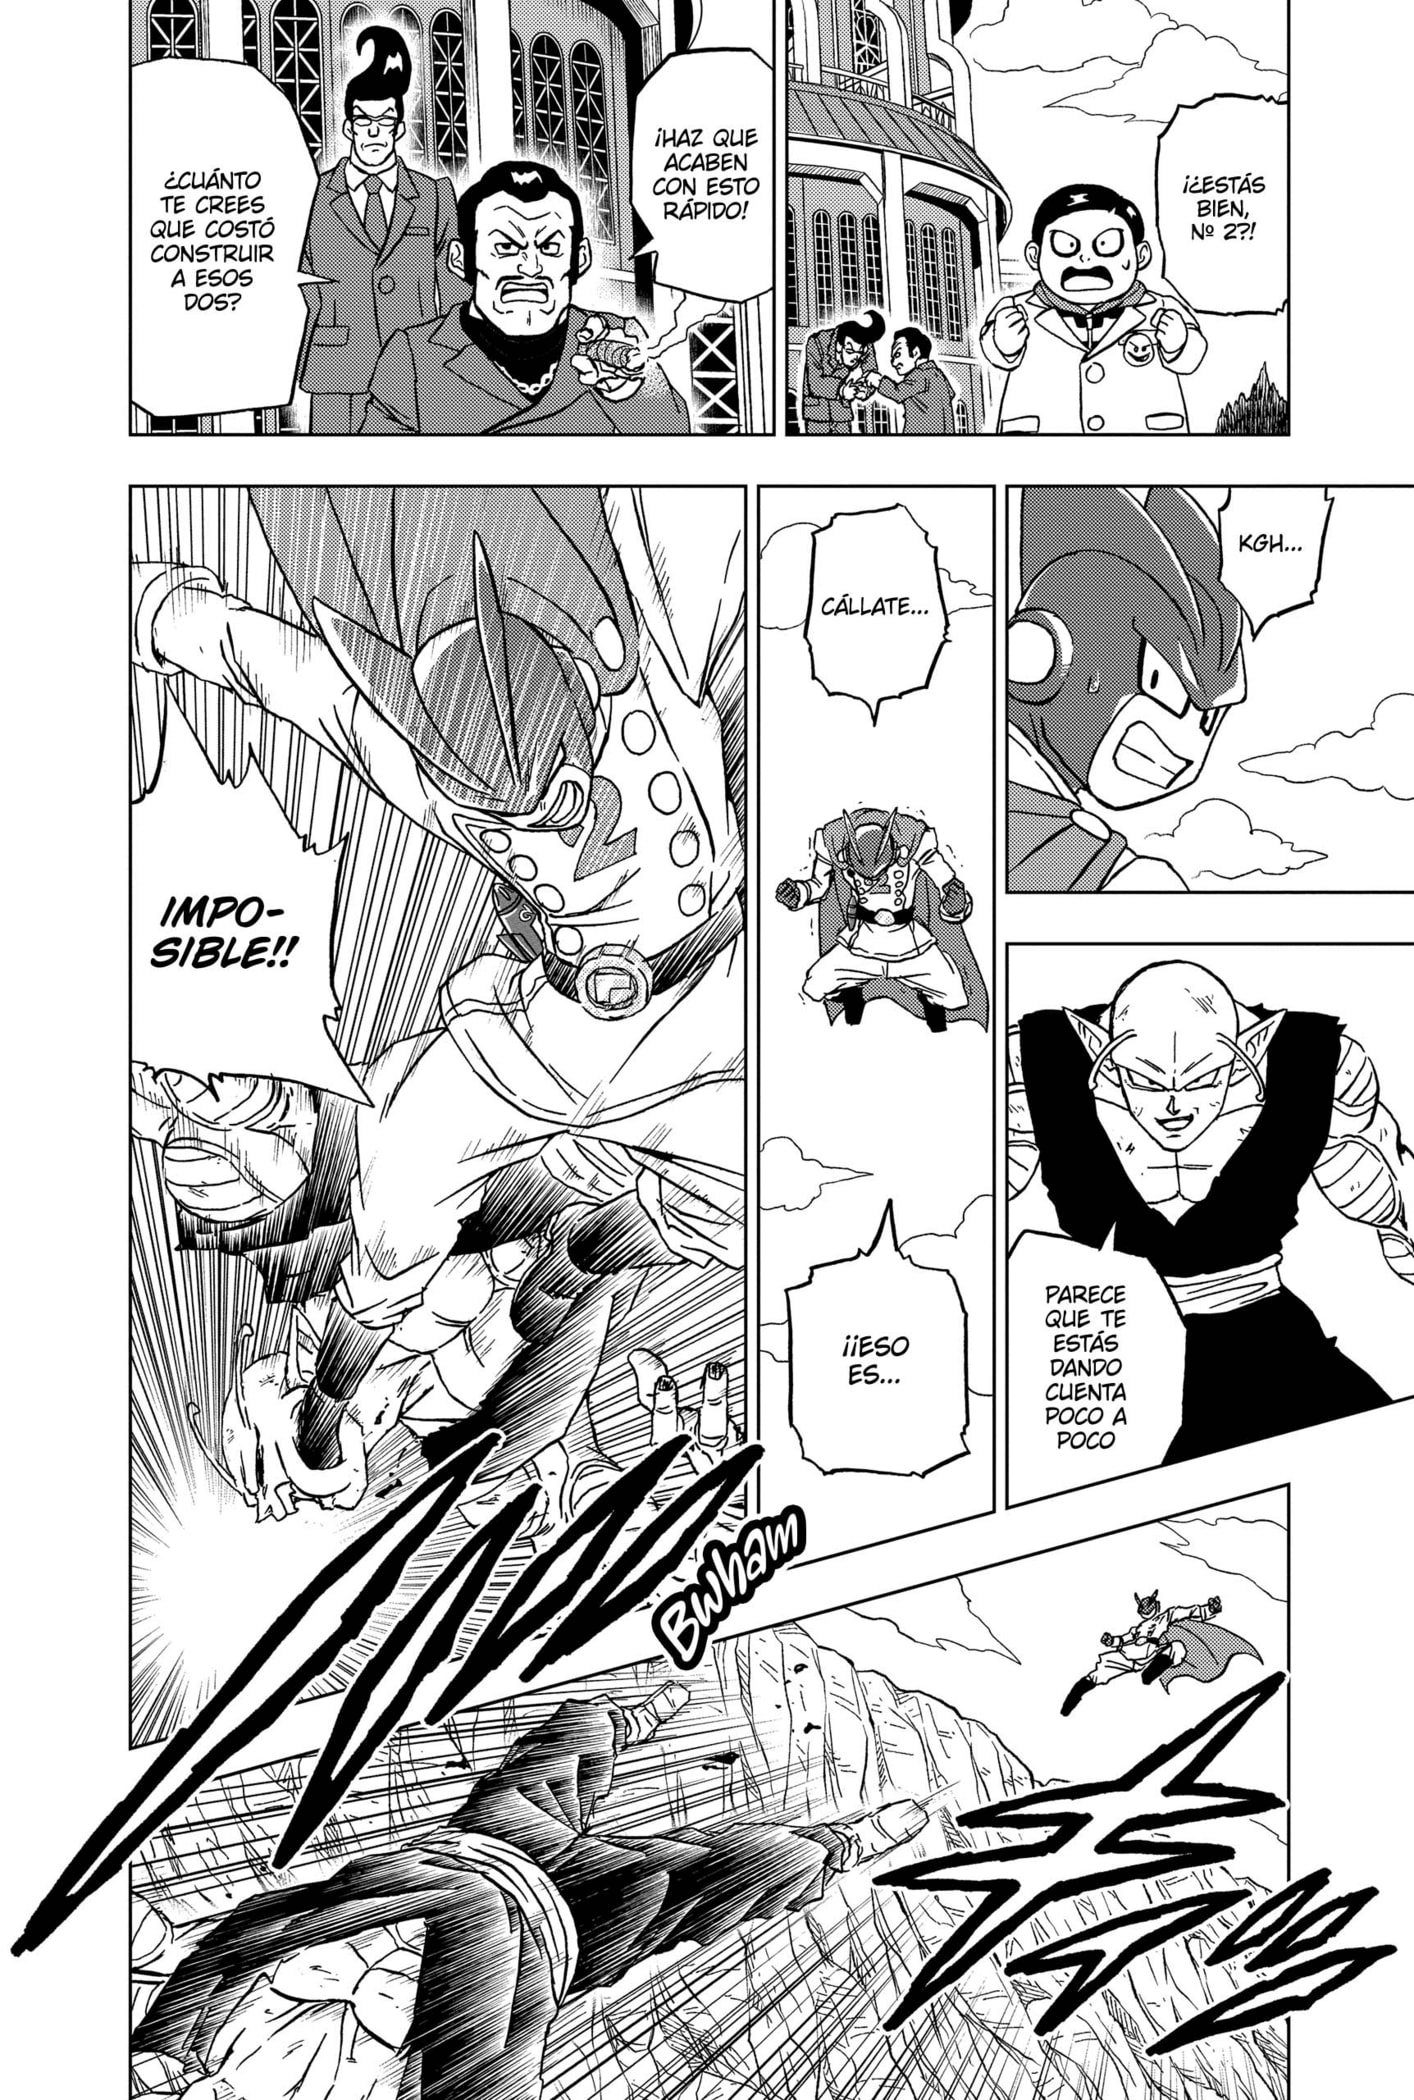 ¡¿ESTÁS
BIEN,
Nº 2?!
¡HAZ QUE
ACABEN
CON ESTO
RÁPIDO!
¿CUÁNTO
TE CREES
QUE COSTÓ
CONSTRUIR
A ESOS
DOS?
KGH...
PARECE
QUE TE
ESTÁS
DANDO
CUENTA
POCO A
POCO
CÁLLATE...
¡¡ESO
ES...
2
IMPO-
SIBLE!!
BWHAM